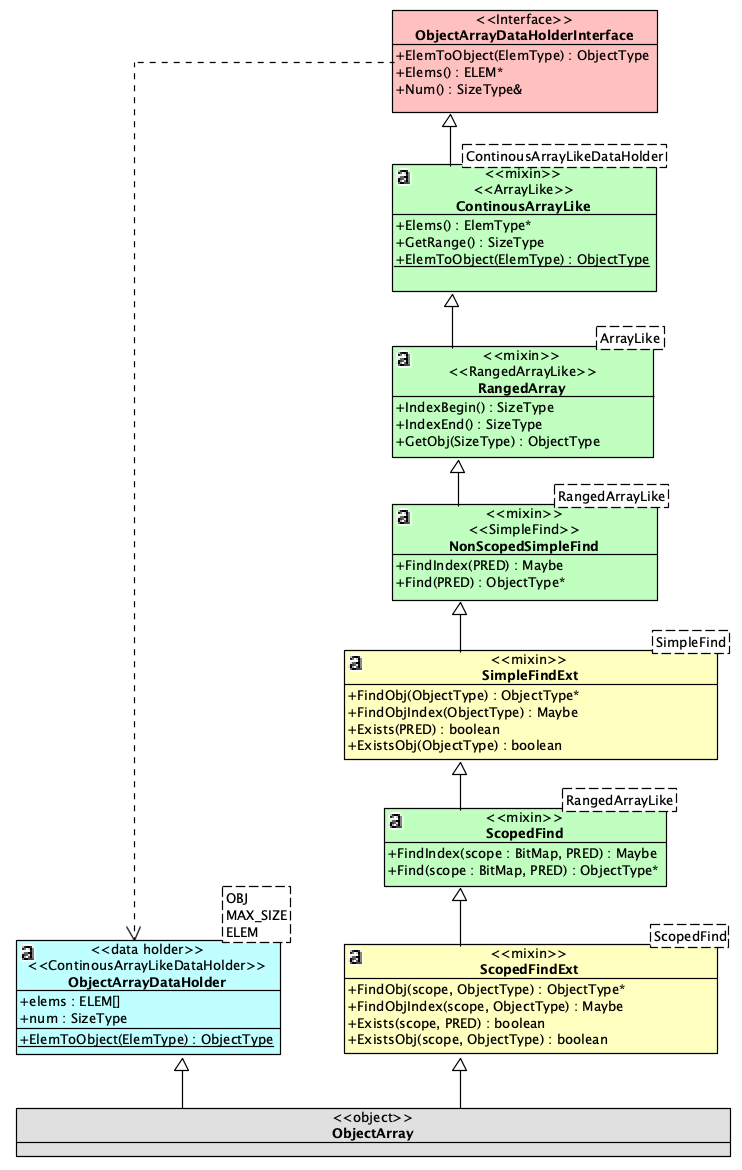 <<Interface>>
ObjectArrayDataHolderInterface
+ElemToObject(ElemType) : ObjectType
+Elems() : ELEM*
+Num() : SizeType&
ContinousArrayLikeDataHolder
a
<<mixin>>
<<ArrayLike>>
ContinousArrayLike
+Elems() : ElemType*
+GetRange() : SizeType
+ElemToObject(ElemType) : ObjectType
ArrayLike
a
<<mixin>>
<<RangedArrayLike>>
RangedArray
+IndexBegin() : SizeType
+IndexEnd() : SizeType
+GetObj(SizeType) : ObjectType
RangedArrayLike
a
<<mixin>>
<<SimpleFind>>
NonScopedSimpleFind
+FindIndex(PRED) : Maybe
+Find(PRED) : ObjectType*
SimpleFind
a
<<mixin>>
SimpleFindExt
+FindObj(ObjectType) : ObjectType*
+FindObjIndex(ObjectType) : Maybe
+Exists(PRED) : boolean
+ExistsObj(ObjectType) : boolean
RangedArrayLike
a
<<mixin>>
ScopedFind
+FindIndex(scope : BitMap, PRED) : Maybe
+Find(scope : BitMap, PRED) : ObjectType*
OBJ
MAX_SIZE
ELEM
a
<<data holder>>
<<ContinousArrayLikeDataHolder>>
ObjectArrayDataHolder
+elems : ELEM[]
+num : SizeType
+ElemToObject(ElemType) : ObjectType
ScopedFind
a
<<mixin>>
ScopedFindExt
+FindObj(scope, ObjectType) : ObjectType*
+FindObjIndex(scope, ObjectType) : Maybe
+Exists(scope, PRED) : boolean
+ExistsObj(scope, ObjectType) : boolean
<<object>>
ObjectArray